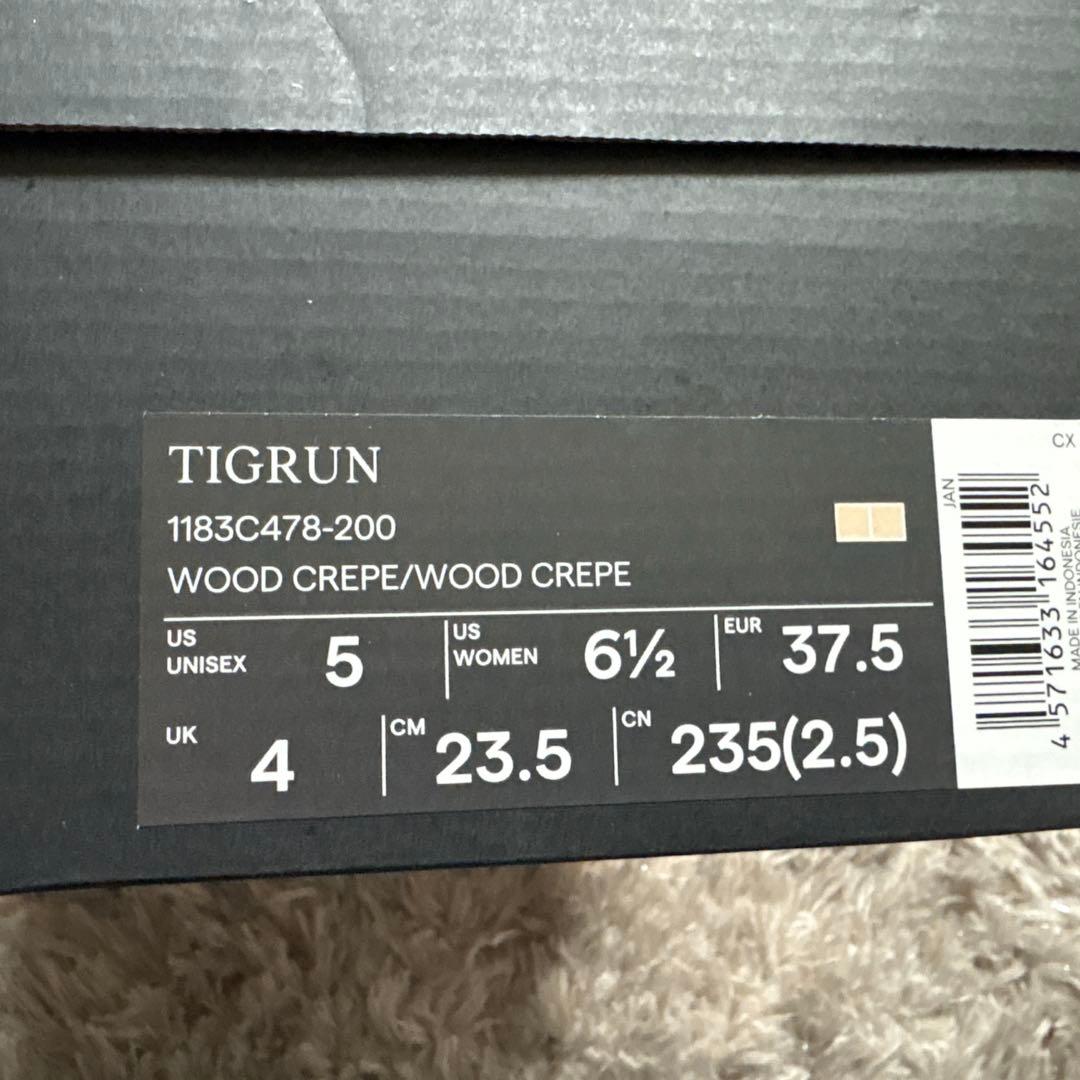 TIGRUN
1183C478-200
WOOD CREPE/WOOD CREPE
US UNISEX 5
US WOMEN 6½
EUR 37.5
UK 4
CM 23.5
CN 235(2.5)
CX
JAN
4 571633 164552
MADE IN INDONESIA